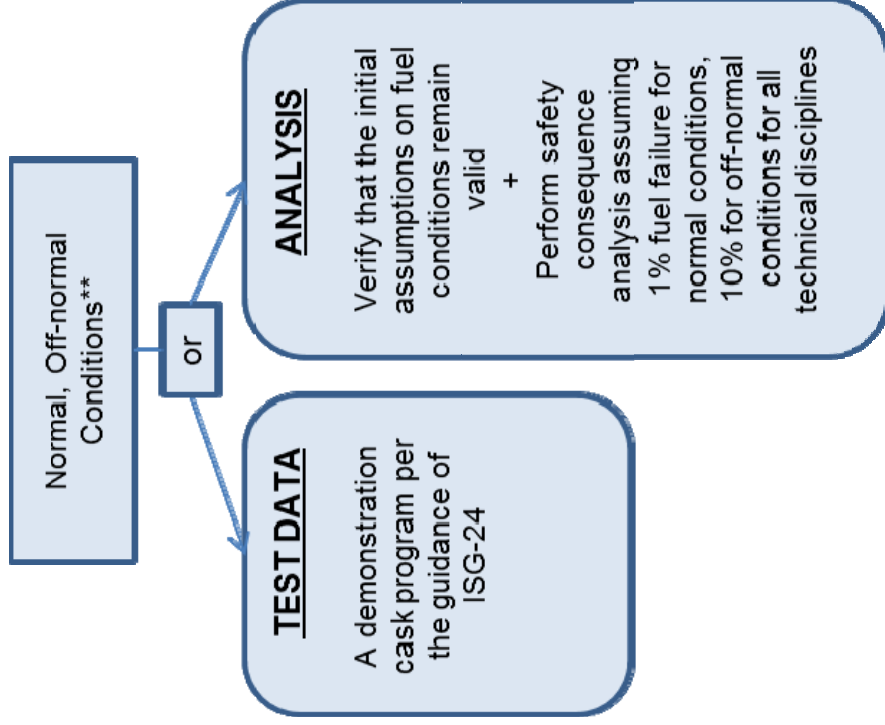 Normal, Off-normal
Conditions**
or
TEST DATA
A demonstration
cask program per
the guidance of
ISG-24
ANALYSIS
Verify that the initial
assumptions on fuel
conditions remain
valid
+
Perform safety
consequence
analysis assuming
1% fuel failure for
normal conditions,
10% for off-normal
conditions for all
technical disciplines